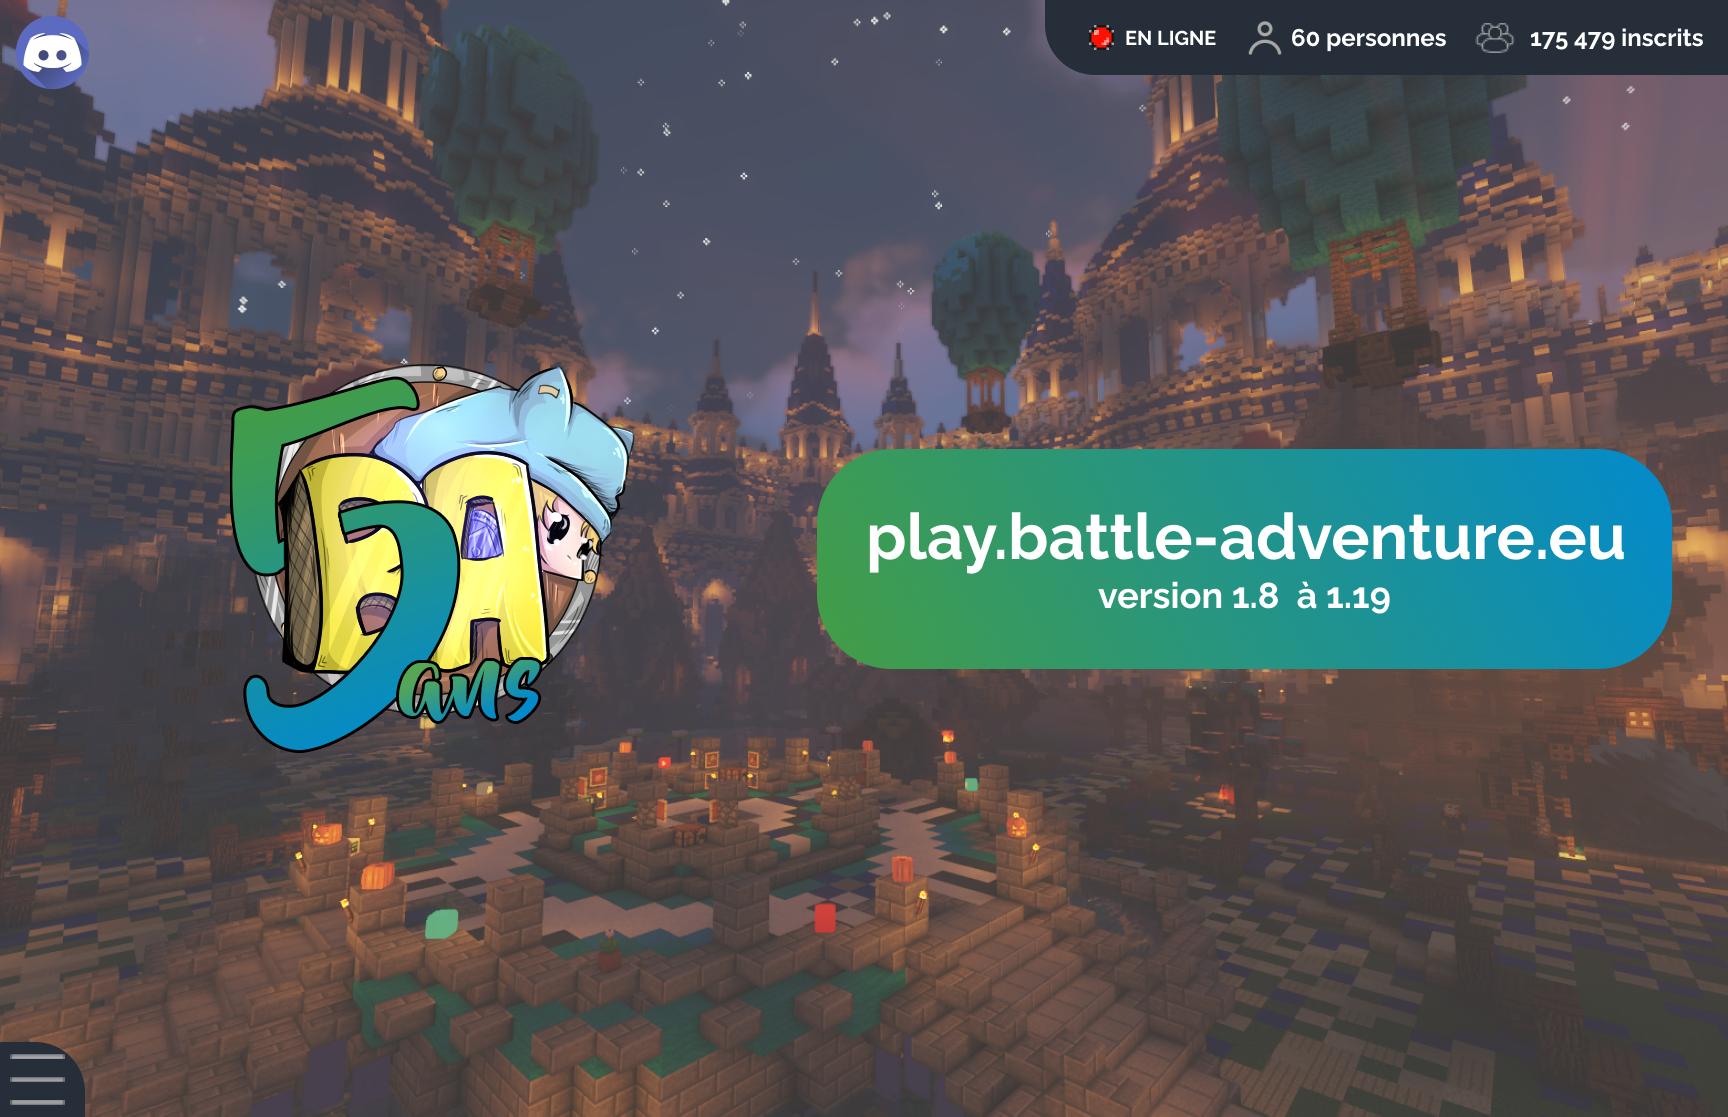 EN LIGNE
60 personnes
175 479 inscrits
5
BA
ans
play.battle-adventure.eu
version 1.8 à 1.19